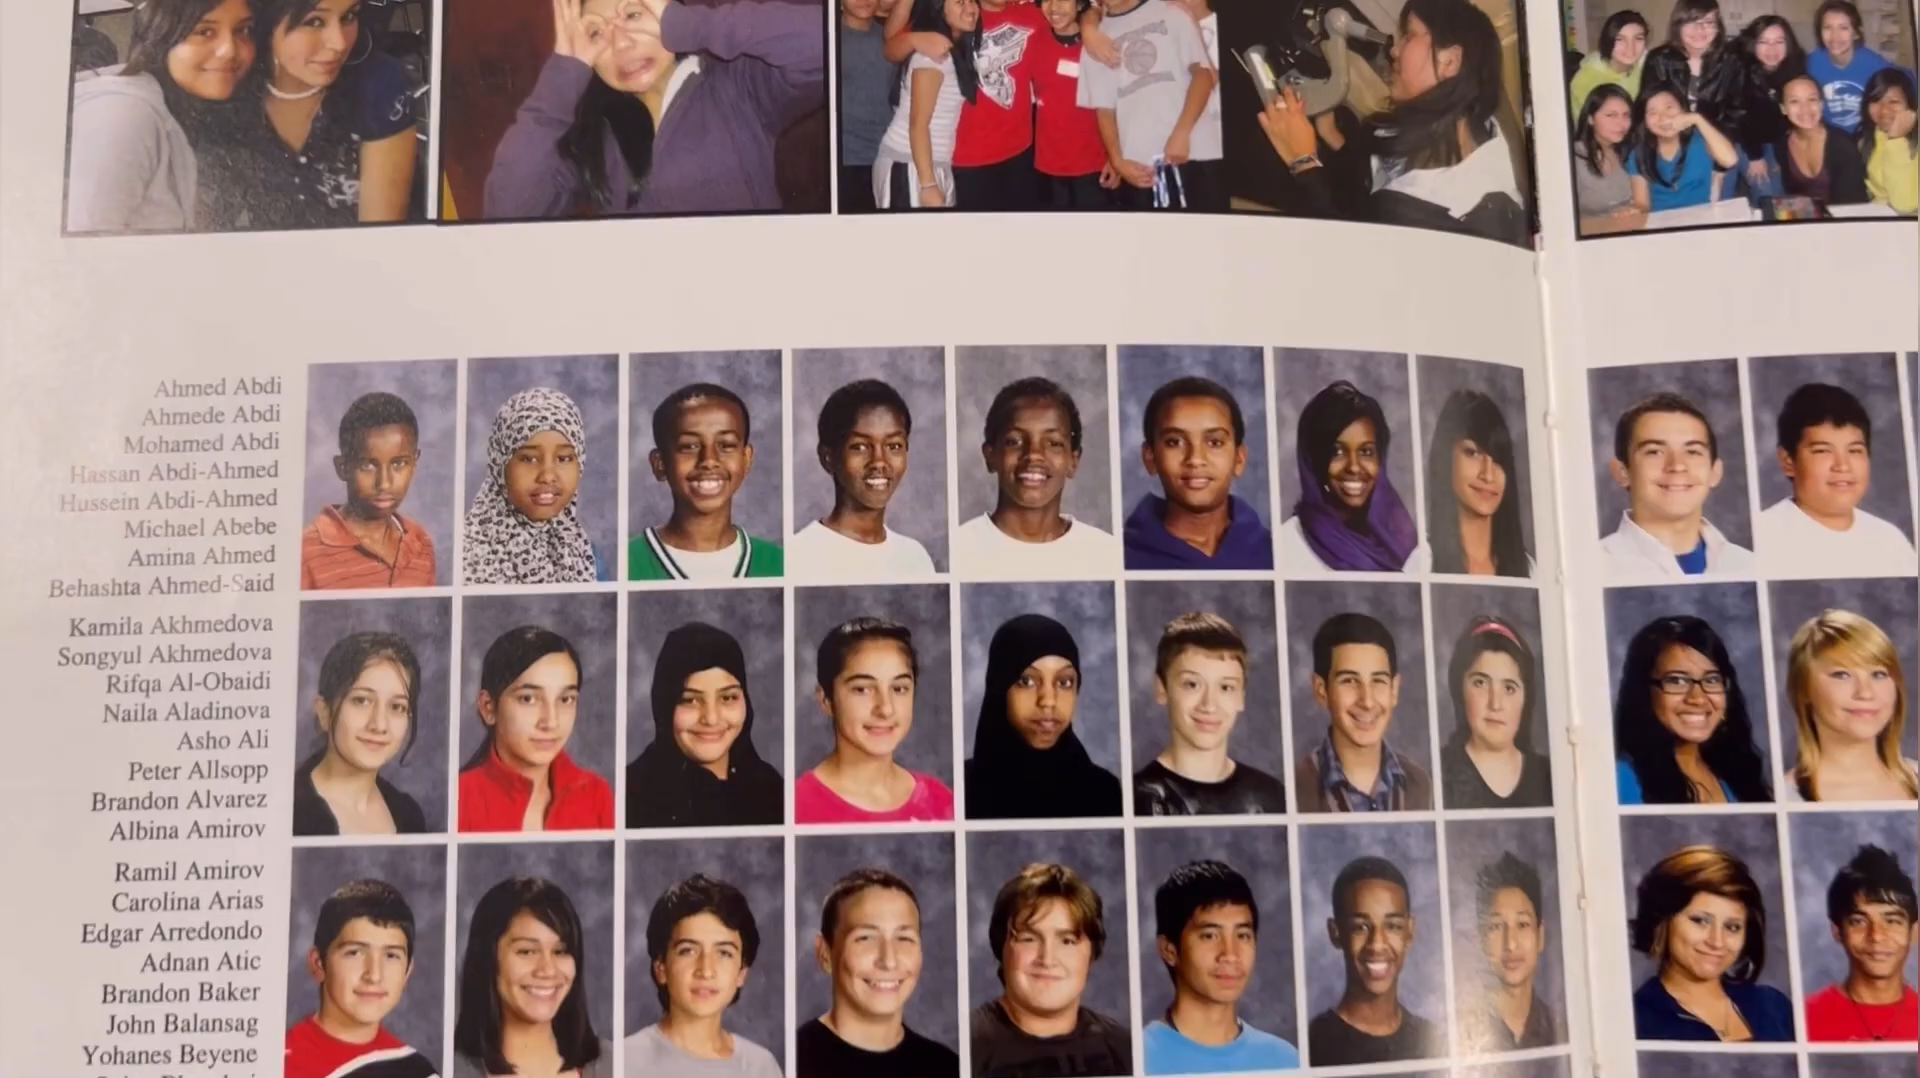 Ahmed Abdi
Ahmede Abdi
Mohamed Abdi
Hassan Abdi-Ahmed
Hussein Abdi-Ahmed
Michael Abebe
Amina Ahmed
Behashta Ahmed-Said
Kamila Akhmedova
Songyul Akhmedova
Rifqa Al-Obaidi
Naila Aladinova
Asho Ali
Peter Allsopp
Brandon Alvarez
Albina Amirov
Ramil Amirov
Carolina Arias
Edgar Arredondo
Adnan Atic
Brandon Baker
John Balansag
Yohanes Beyene